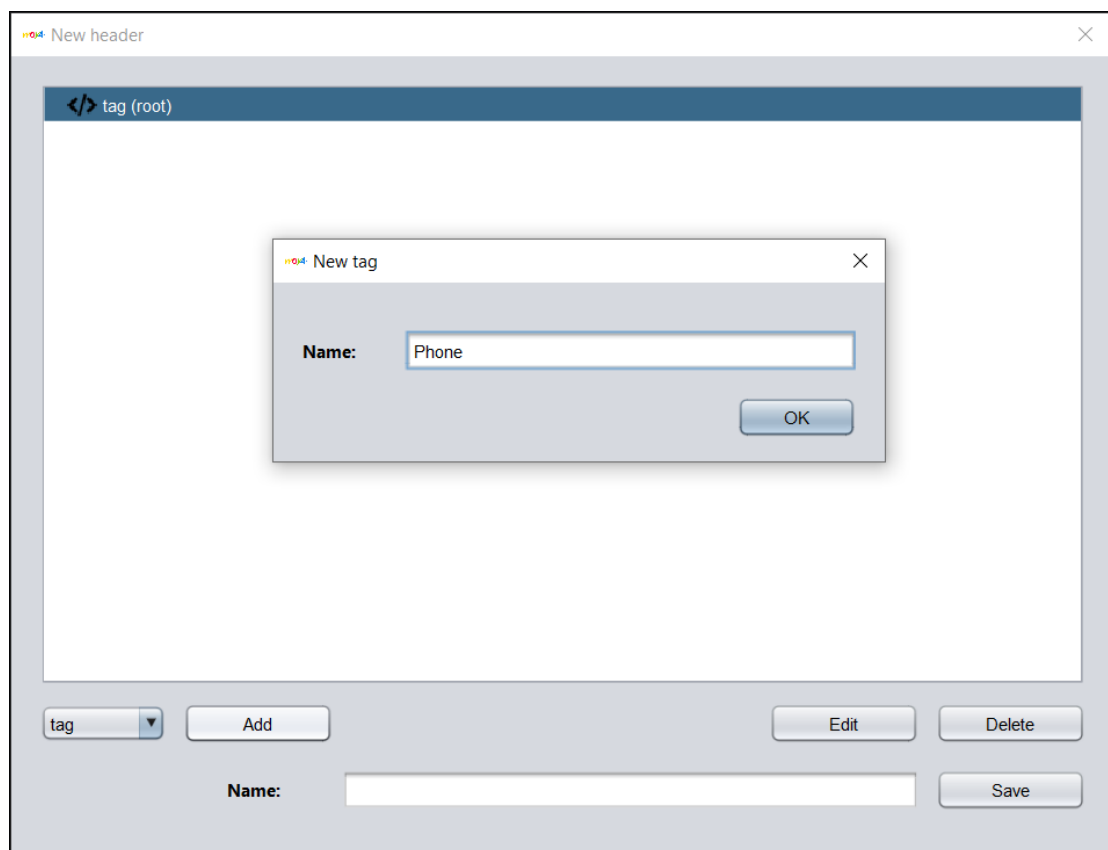 New header
</> tag (root)
New tag
Name: Phone
OK
tag Add Edit Delete
Name: Save